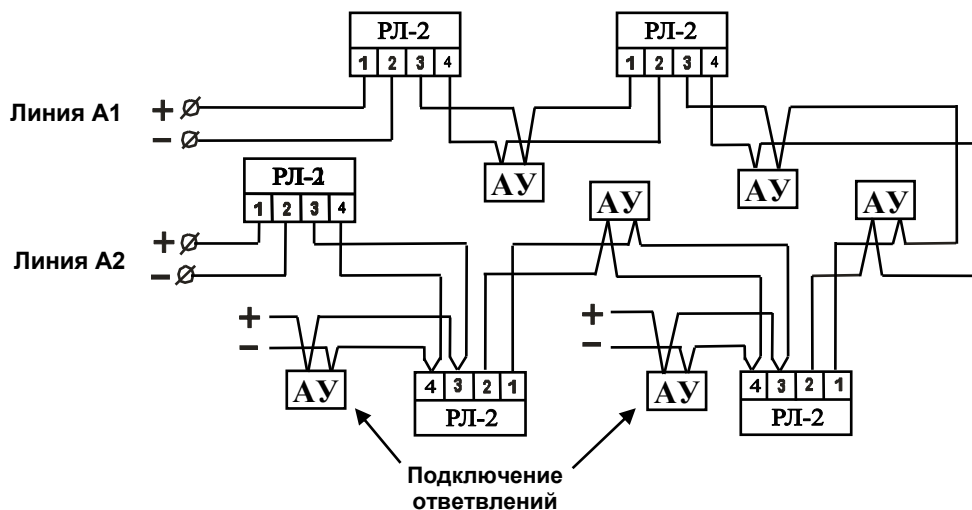 РЛ-2 РЛ-2
1 2 3 4 1 2 3 4
Линия А1 +
−
АУ АУ
РЛ-2
1 2 3 4
АУ АУ
Линия А2 +
−
+ +
− −
АУ 4 3 2 1 АУ 4 3 2 1
РЛ-2 РЛ-2
Подключение
ответвлений